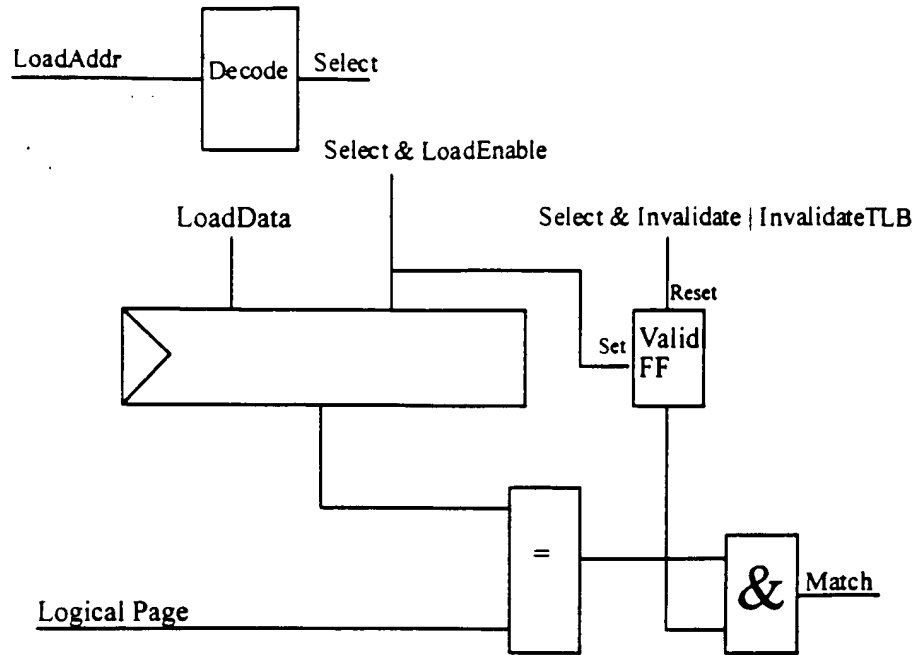 LoadAddr
Decode
Select
Select & LoadEnable
LoadData
Select & Invalidate | InvalidateTLB
Reset
Set
Valid
FF
=
&
Match
Logical Page